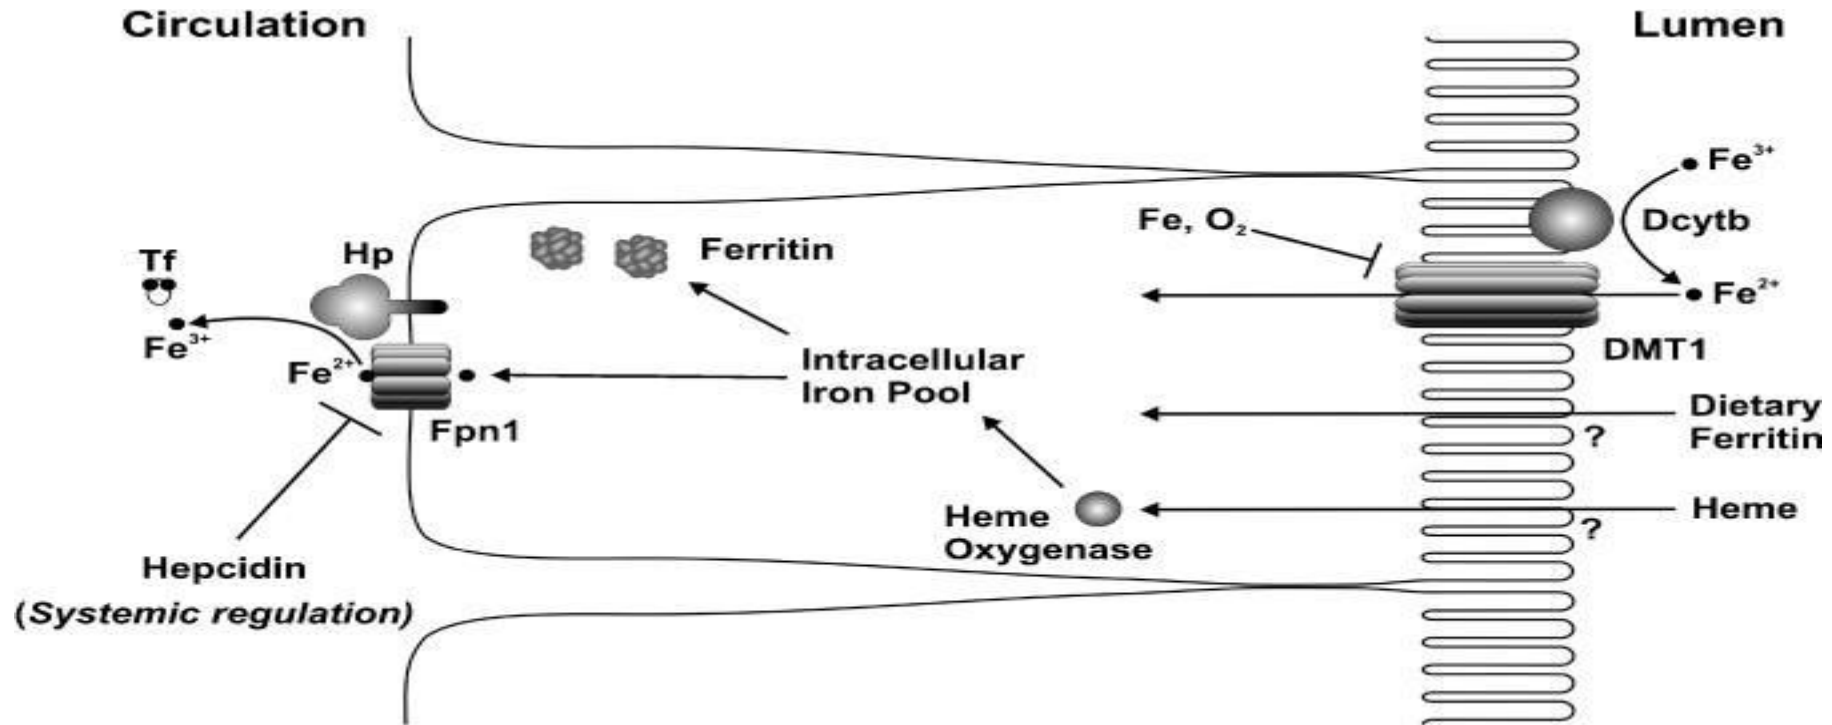 Circulation
Lumen
Fe³⁺
Dcytb
Fe, O₂
Fe²⁺
DMT1
Hp
Ferritin
Tf
Fe³⁺
Fe²⁺
Fpn1
Intracellular
Iron Pool
Dietary
Ferritin
?
Heme
?
Heme
Oxygenase
Hepcidin
(Systemic regulation)